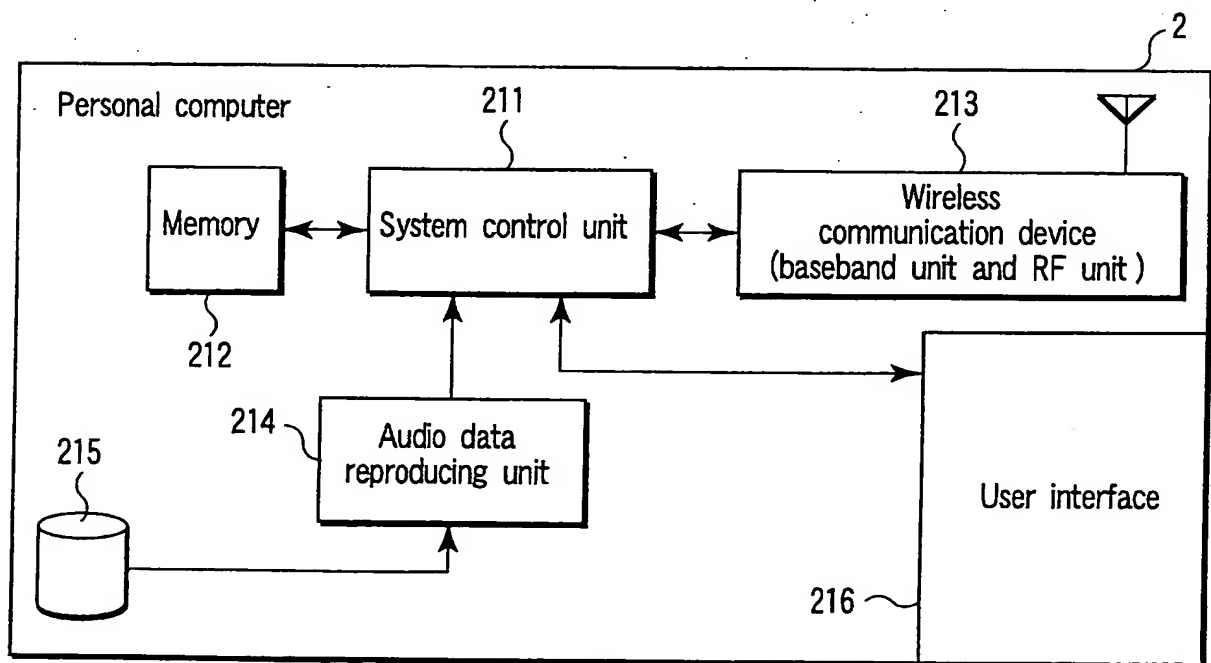 2
Personal computer
211
213
Memory
System control unit
Wireless
communication device
(baseband unit and RF unit)
212
214
Audio data
reproducing unit
215
User interface
216